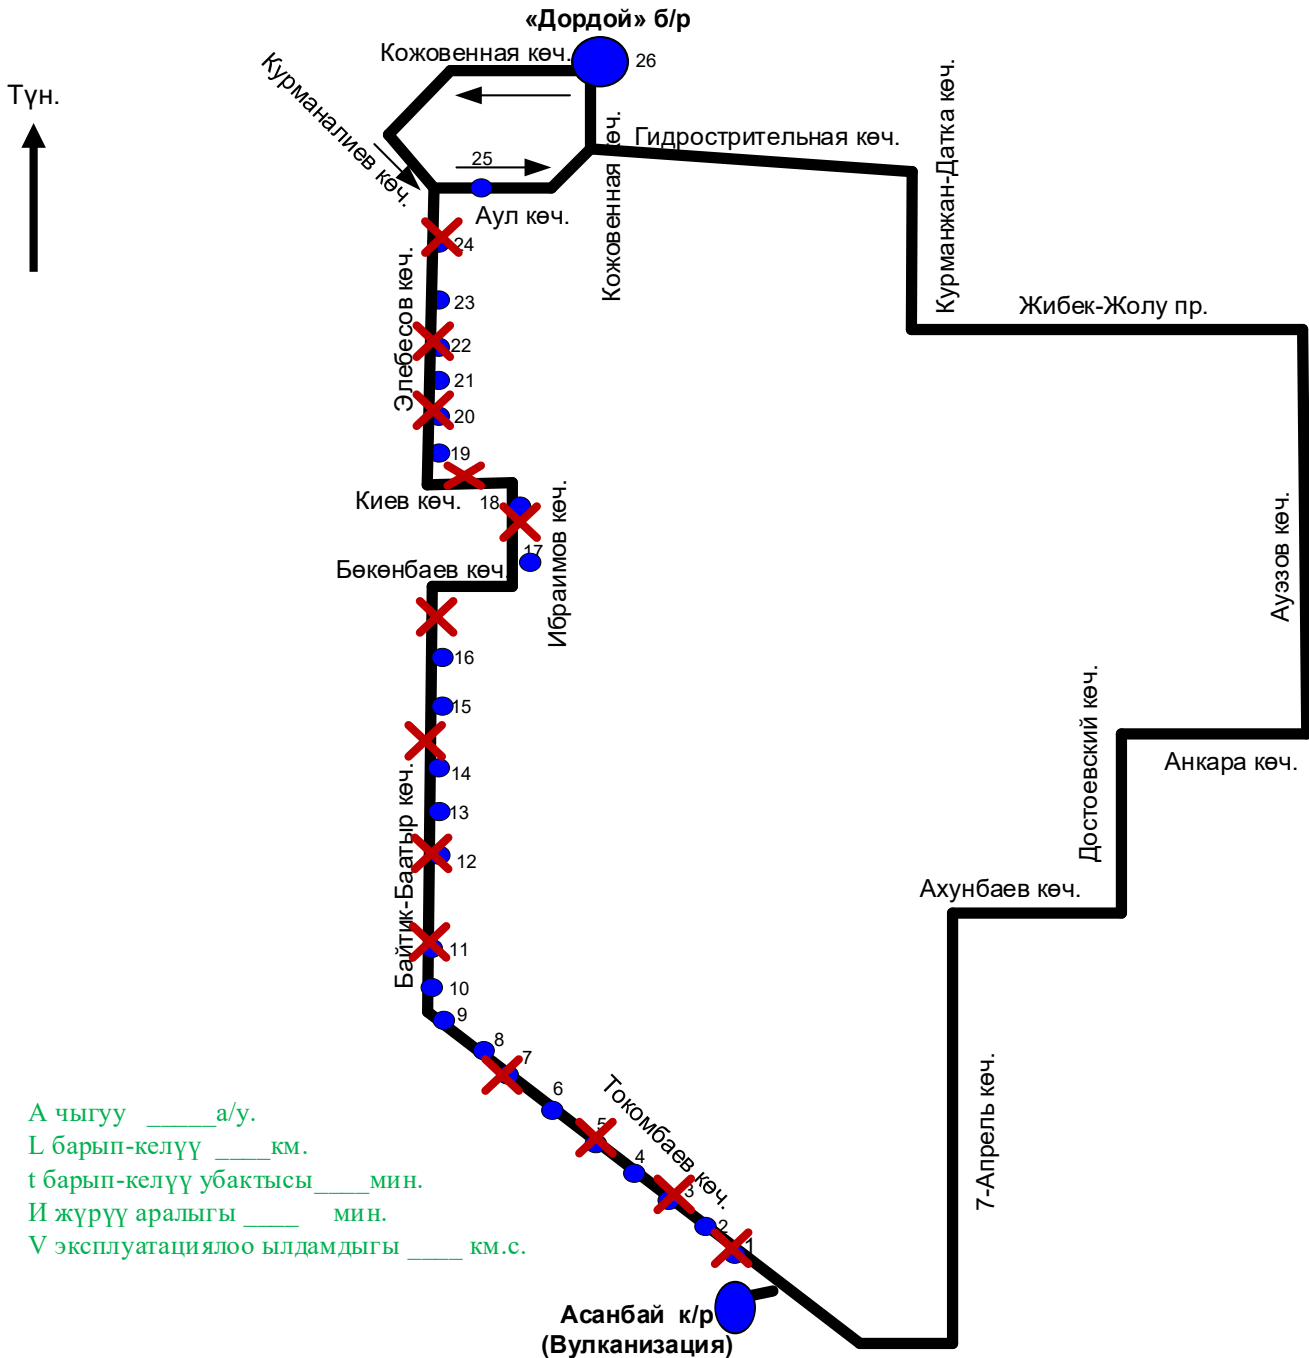 «Дордой» б/р
Кожовенная көч.
26
Түн.
Курманалиев көч.
Гидрострительная көч.
25
Кожовенная көч.
Курманжан-Датка көч.
Аул көч.
24
Элебесов көч.
23
Жибек-Жолу пр.
22
21
20
19
Киев көч.
18
Ибраимов көч.
17
Бөкөнбаев көч.
Ауэзов көч.
16
15
Достоевский көч.
Анкара көч.
14
Байтик-Баатыр көч.
13
12
Ахунбаев көч.
11
10
9
8
7
Токомбаев көч.
6
5
4
3
2
1
7-Апрель көч.
А чыгуу _____а/у.
L барып-келүү ____км.
t барып-келүү убактысы____мин.
И жүрүү аралыгы ____ мин.
V эксплуатациялоо ылдамдыгы ____ км.с.
Асанбай к/р
(Вулканизация)